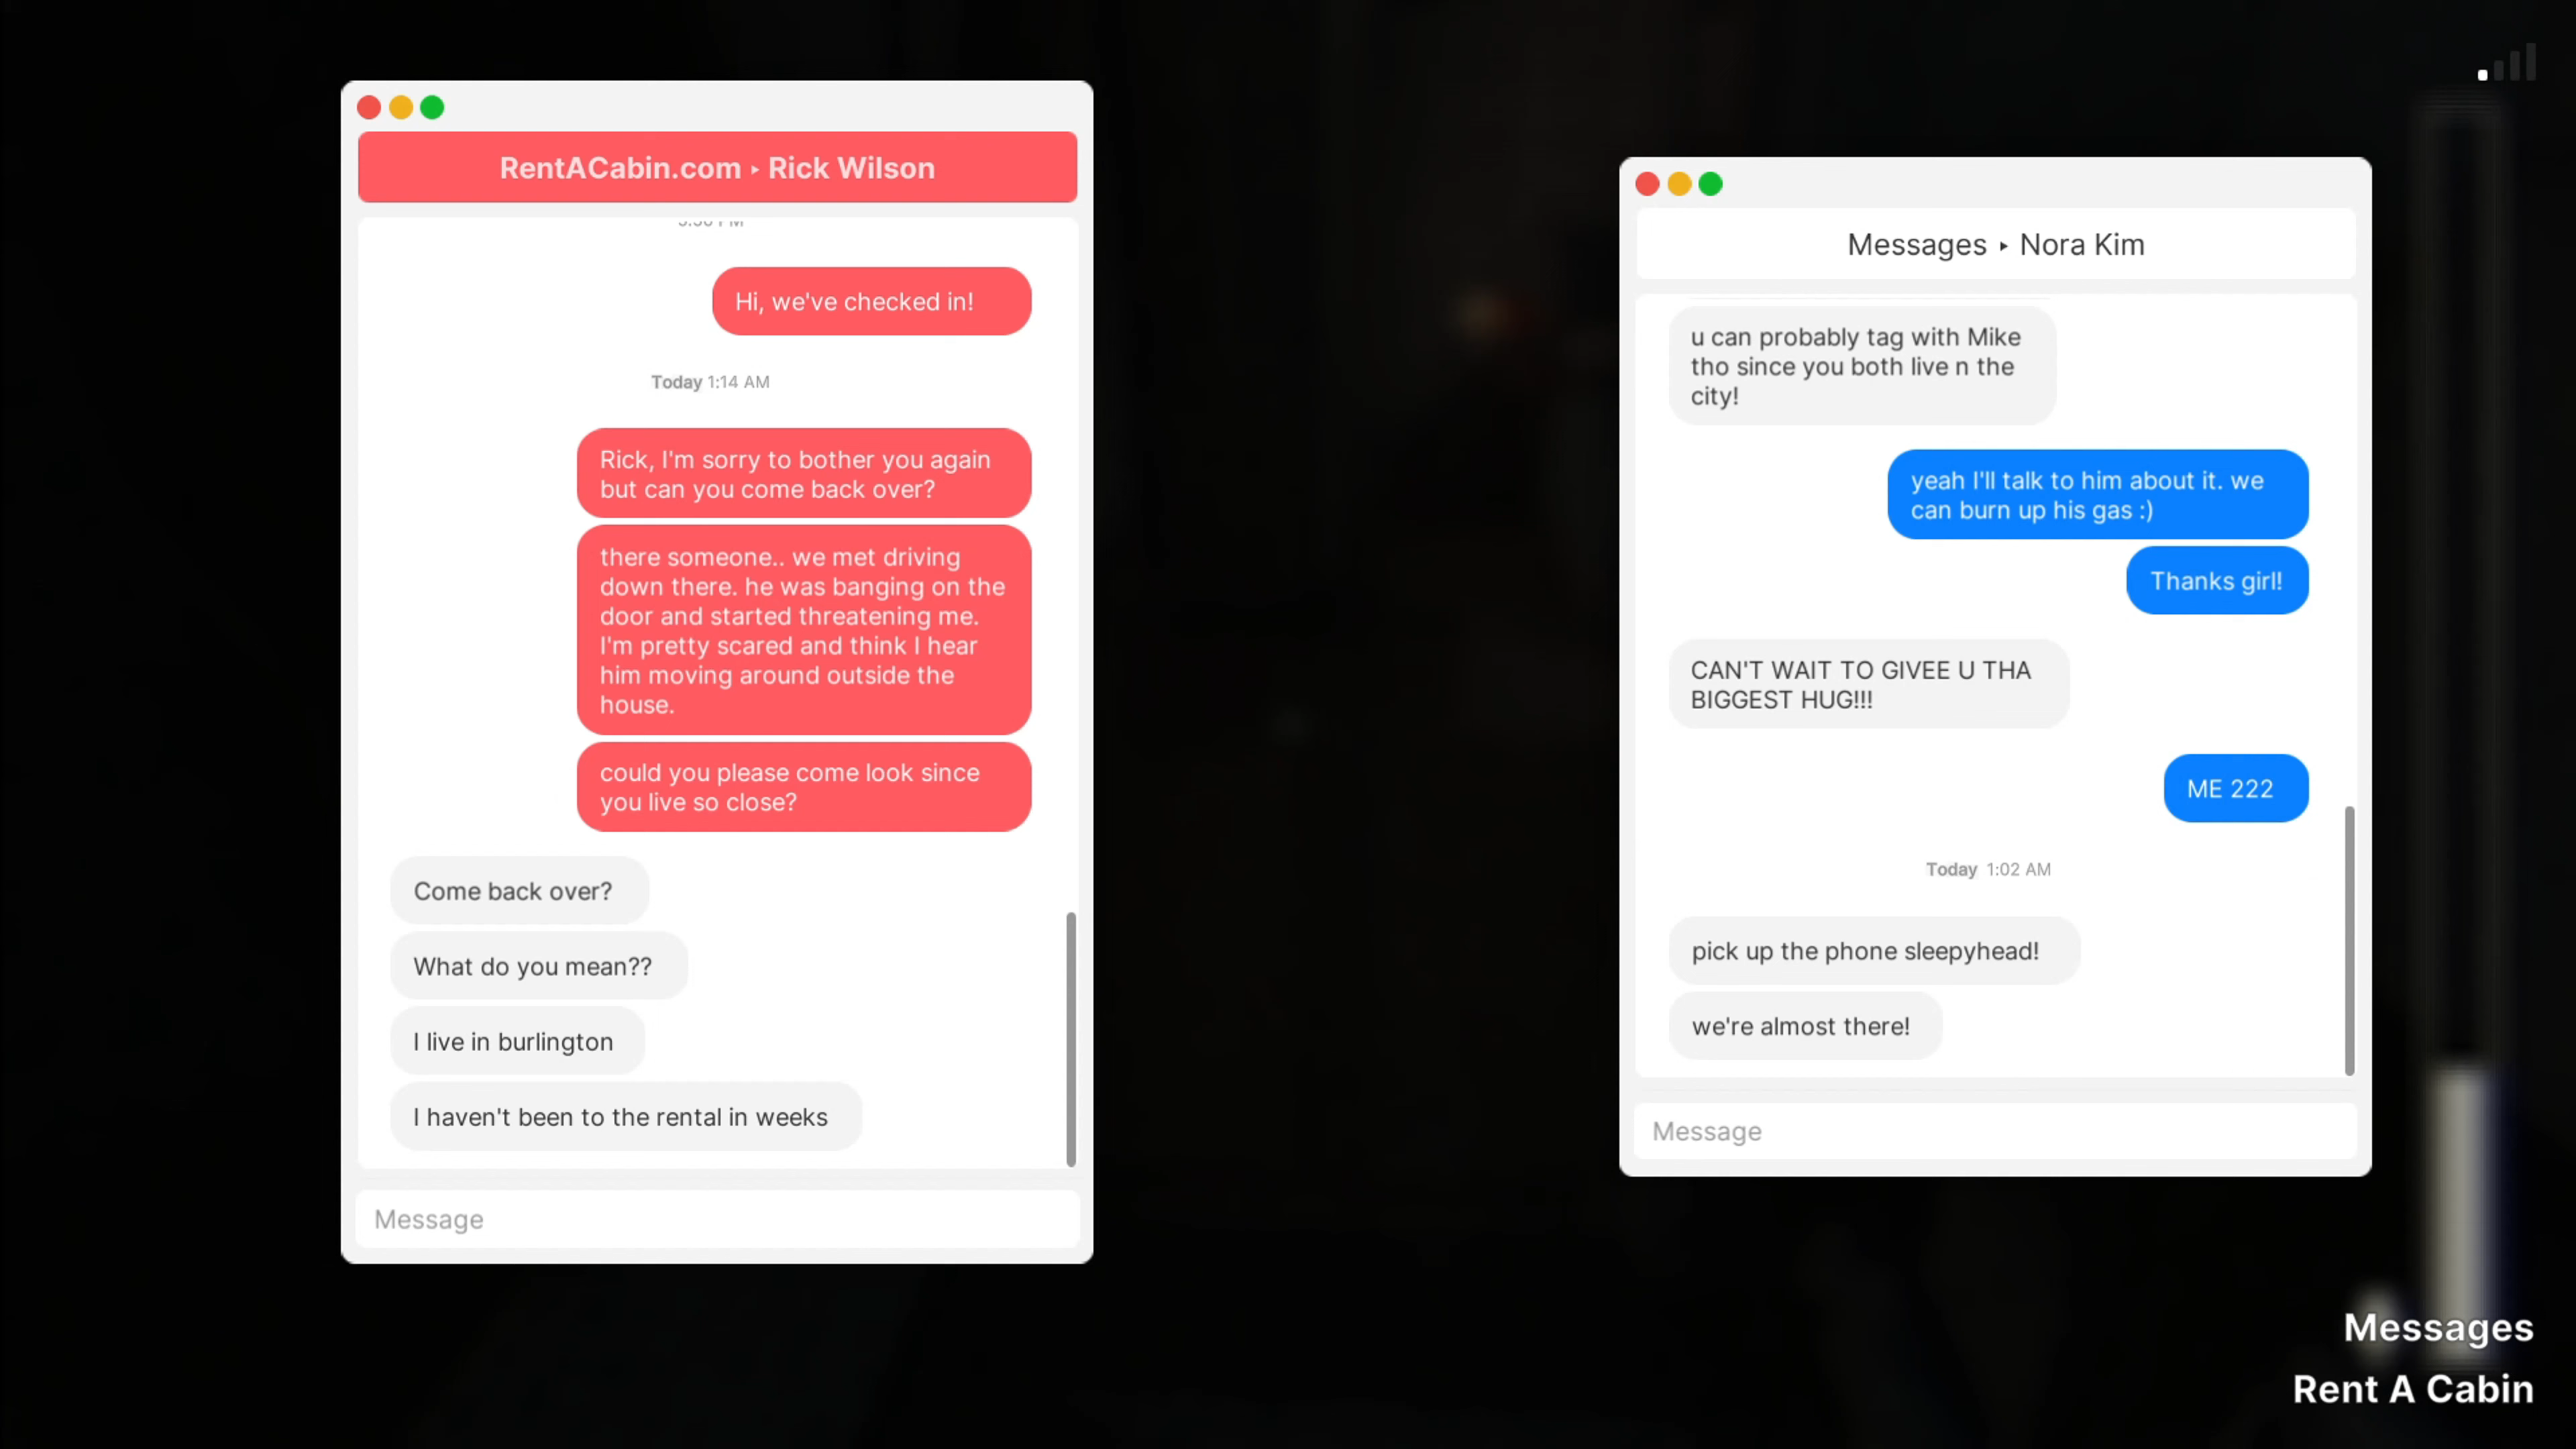 RentACabin.com ‣ Rick Wilson
Hi, we've checked in!
Today 1:14 AM
Rick, I'm sorry to bother you again
but can you come back over?
there someone.. we met driving
down there. he was banging on the
door and started threatening me.
I'm pretty scared and think I hear
him moving around outside the
house.
could you please come look since
you live so close?
Come back over?
What do you mean??
I live in burlington
I haven't been to the rental in weeks
Message
Messages ‣ Nora Kim
u can probably tag with Mike
tho since you both live n the
city!
yeah I'll talk to him about it. we
can burn up his gas :)
Thanks girl!
CAN'T WAIT TO GIVEE U THA
BIGGEST HUG!!!
ME 222
Today 1:02 AM
pick up the phone sleepyhead!
we're almost there!
Message
Messages
Rent A Cabin